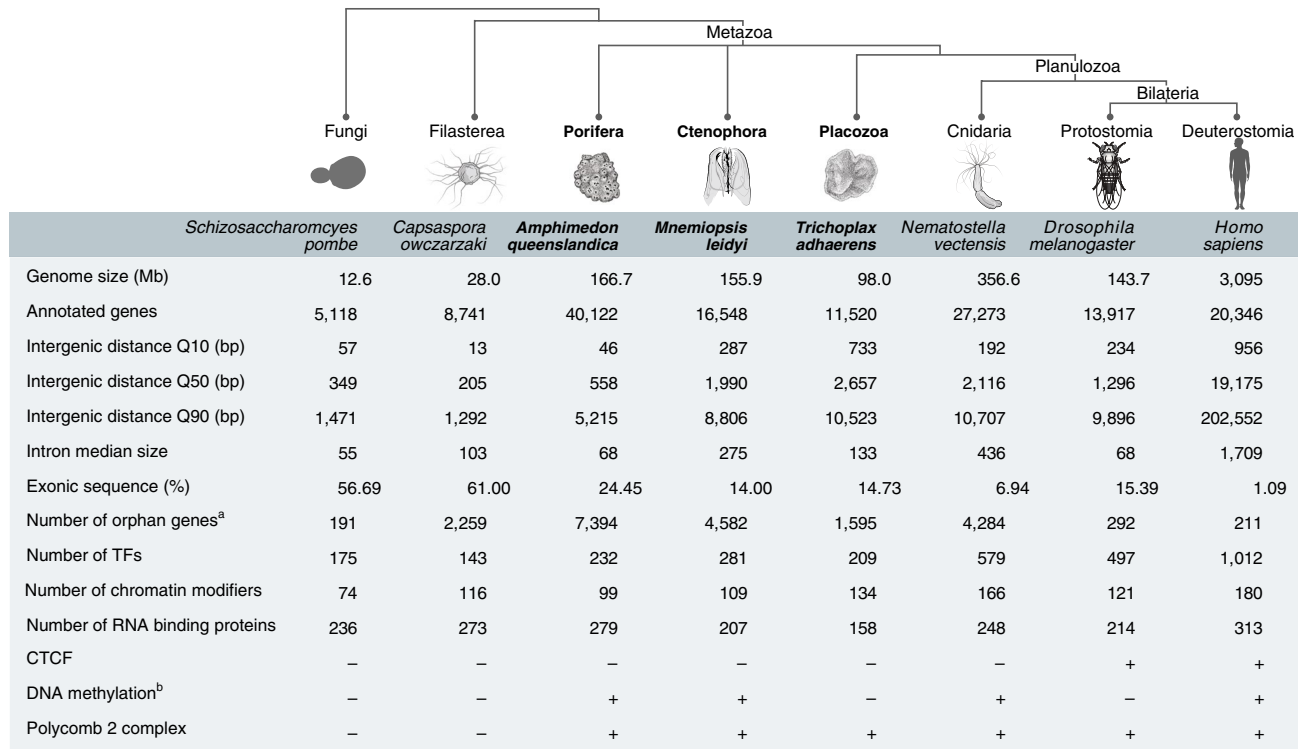 Metazoa
Planulozoa
Bilateria
Fungi Filasterea Porifera Ctenophora Placozoa Cnidaria Protostomia Deuterostomia
Schizosaccharomcyes Capsaspora Amphimedon Mnemiopsis Trichoplax Nematostella Drosophila Homo
pombe owczarzaki queenslandica leidyi adhaerens vectensis melanogaster sapiens
Genome size (Mb) 12.6 28.0 166.7 155.9 98.0 356.6 143.7 3,095
Annotated genes 5,118 8,741 40,122 16,548 11,520 27,273 13,917 20,346
Intergenic distance Q10 (bp) 57 13 46 287 733 192 234 956
Intergenic distance Q50 (bp) 349 205 558 1,990 2,657 2,116 1,296 19,175
Intergenic distance Q90 (bp) 1,471 1,292 5,215 8,806 10,523 10,707 9,896 202,552
Intron median size 55 103 68 275 133 436 68 1,709
Exonic sequence (%) 56.69 61.00 24.45 14.00 14.73 6.94 15.39 1.09
Number of orphan genesa 191 2,259 7,394 4,582 1,595 4,284 292 211
Number of TFs 175 143 232 281 209 579 497 1,012
Number of chromatin modifiers 74 116 99 109 134 166 121 180
Number of RNA binding proteins 236 273 279 207 158 248 214 313
CTCF – – – – – – + +
DNA methylationb – – + + – + – +
Polycomb 2 complex – – + + + + + +